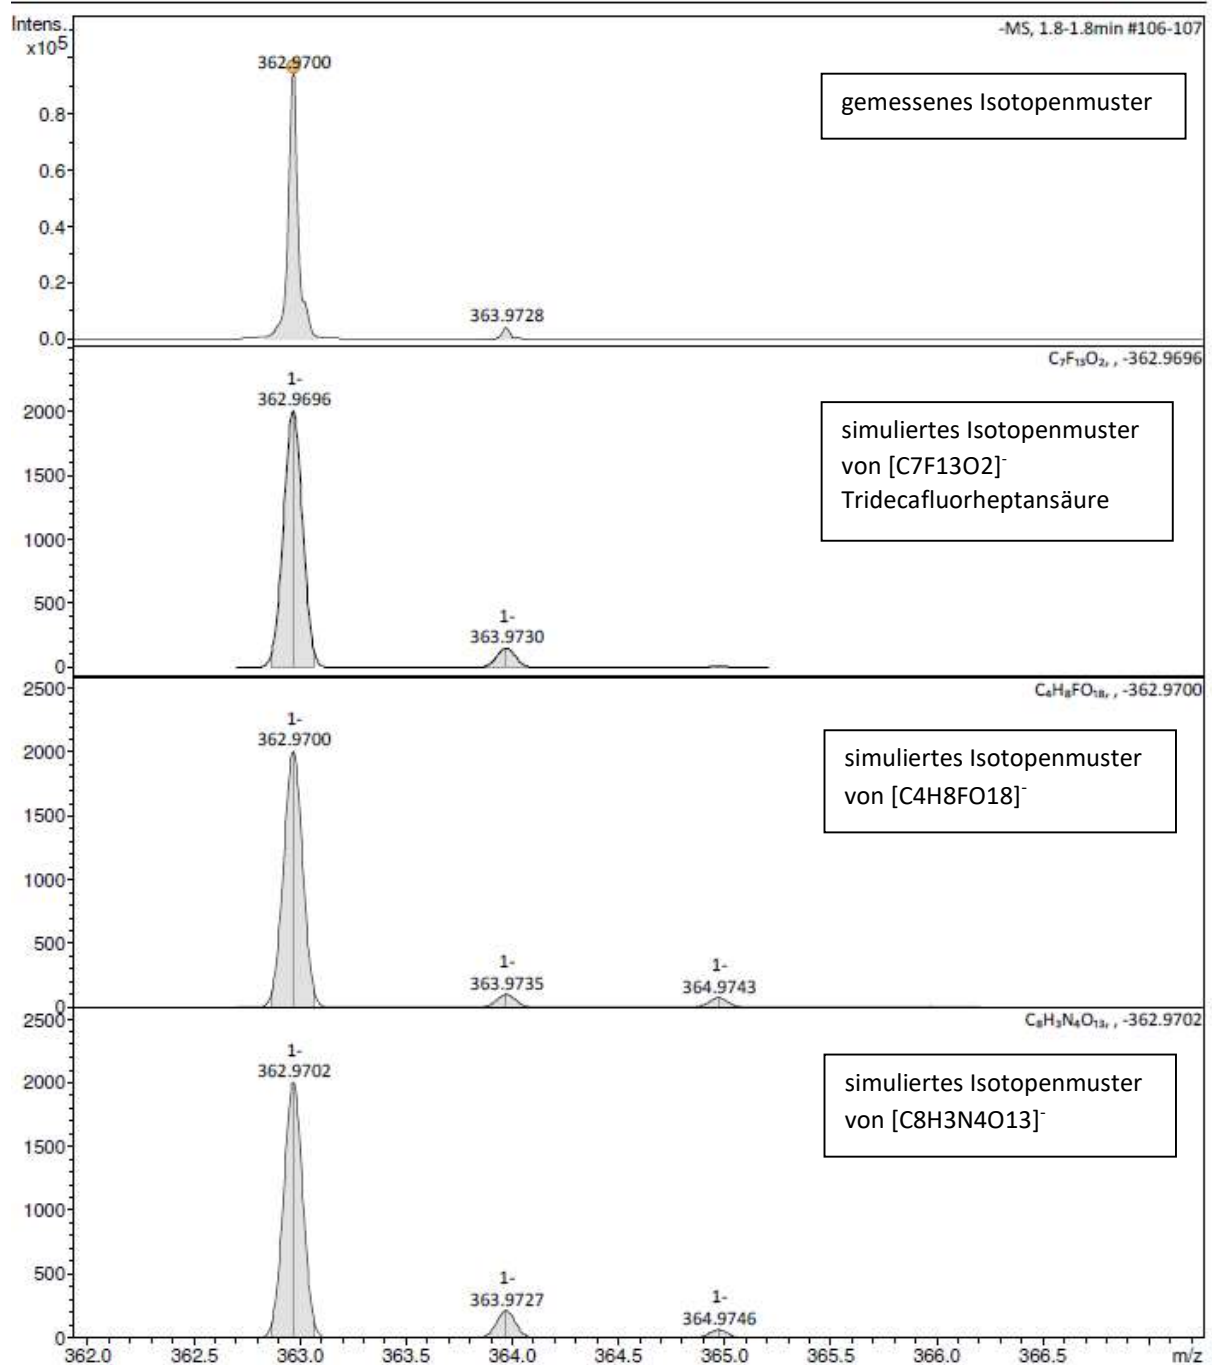 Intens.
x10⁵
-MS, 1.8-1.8min #106-107
362.9700
gemessenes Isotopenmuster
0.8
0.6
0.4
0.2
0.0
363.9728
C₇F₁₃O₂, , -362.9696
1-
362.9696
2000
1500
1000
500
0
simuliertes Isotopenmuster
von [C7F13O2]⁻
Tridecafluorheptansäure
1-
363.9730
2500
C₄H₈FO₁₈, , -362.9700
1-
362.9700
2000
1500
1000
500
0
simuliertes Isotopenmuster
von [C4H8FO18]⁻
1-
363.9735
1-
364.9743
2500
C₈H₃N₄O₁₃, , -362.9702
1-
362.9702
2000
1500
1000
500
0
simuliertes Isotopenmuster
von [C8H3N4O13]⁻
1-
363.9727
1-
364.9746
362.0 362.5 363.0 363.5 364.0 364.5 365.0 365.5 366.0 366.5 m/z